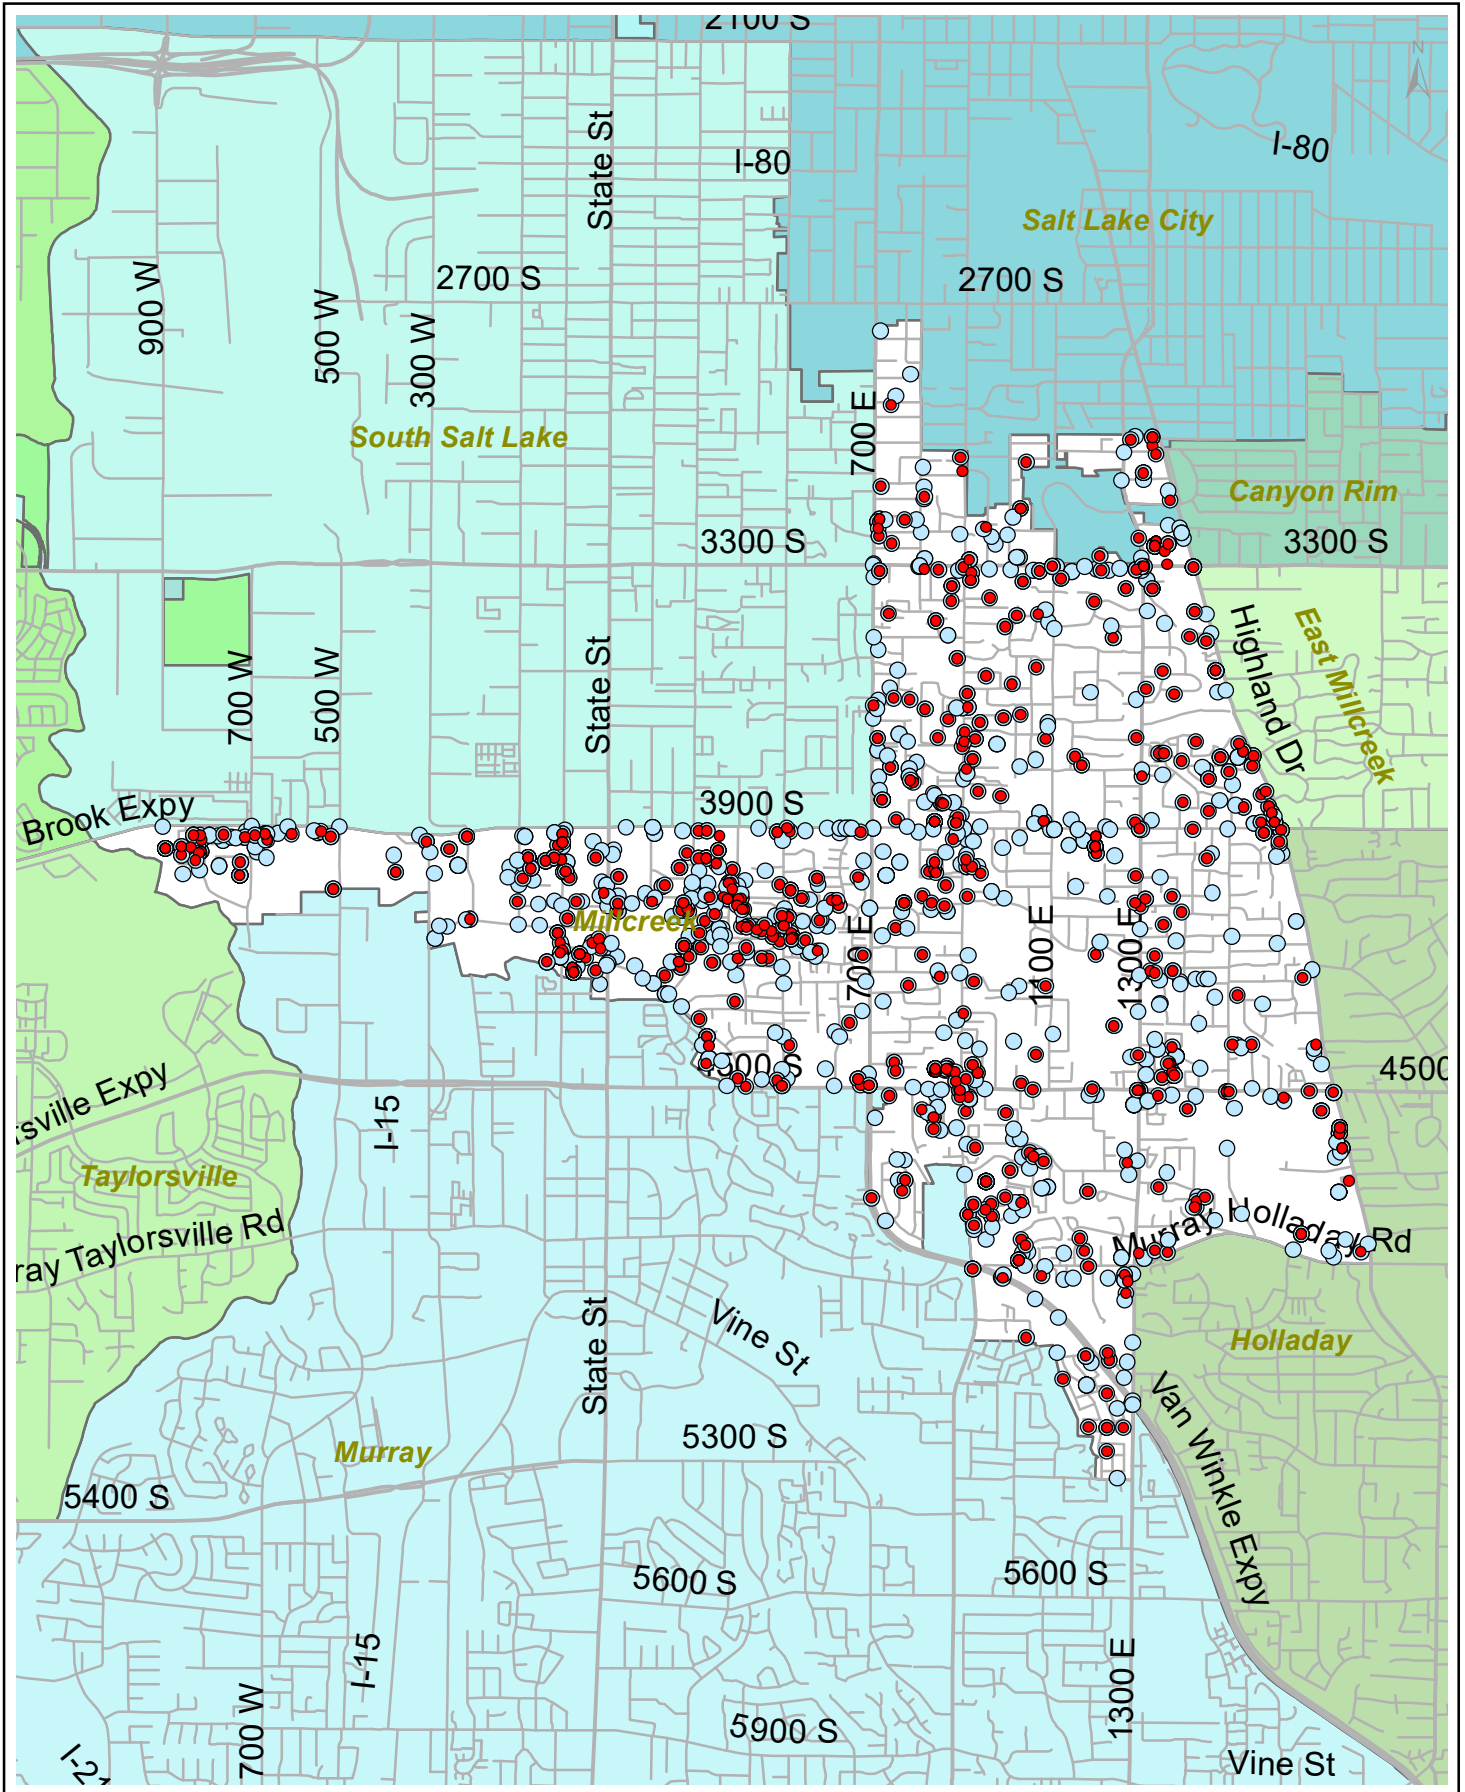 2100 S
N
I-80
I-80
State St
Salt Lake City
2700 S
2700 S
900 W
500 W
300 W
700 E
South Salt Lake
Canyon Rim
3300 S
3300 S
East Millcreek
Highland Dr
700 W
500 W
State St
3900 S
Brook Expy
Millcreek
700 E
1100 E
1300 E
4500 S
4500
rsville Expy
I-15
Taylorsville
ray Taylorsville Rd
Murray Holladay Rd
Vine St
State St
Holladay
Van Winkle Expy
5300 S
Murray
5400 S
5600 S
5600 S
I-15
1300 E
700 W
5900 S
I-21
Vine St